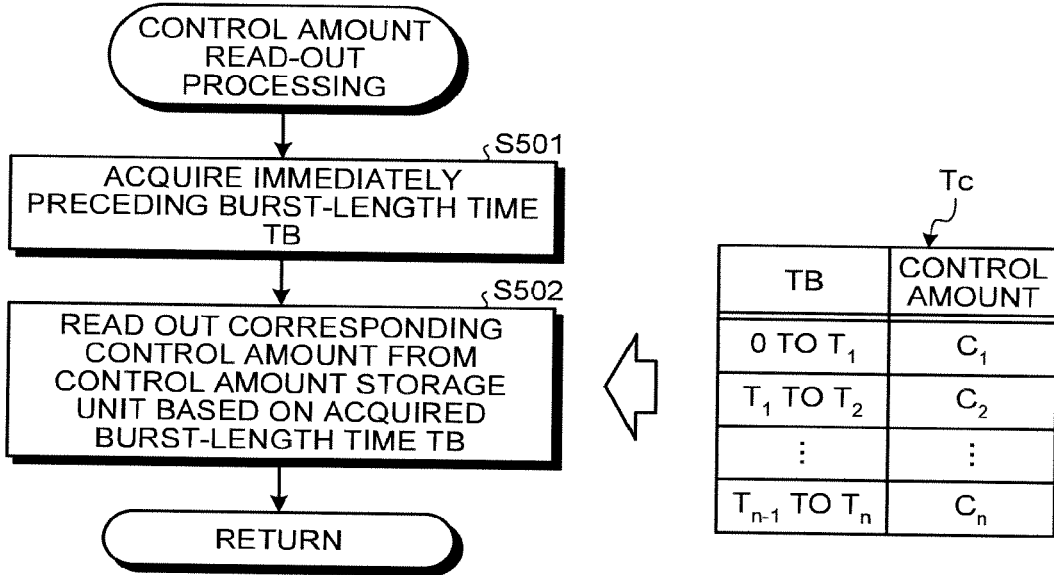 CONTROL AMOUNT
READ-OUT
PROCESSING
S501
ACQUIRE IMMEDIATELY
PRECEDING BURST-LENGTH TIME
TB
S502
READ OUT CORRESPONDING
CONTROL AMOUNT FROM
CONTROL AMOUNT STORAGE
UNIT BASED ON ACQUIRED
BURST-LENGTH TIME TB
RETURN
Tc
TB
CONTROL
AMOUNT
0 TO T₁
C₁
T₁ TO T₂
C₂
⋮
⋮
Tₙ₋₁ TO Tₙ
Cₙ